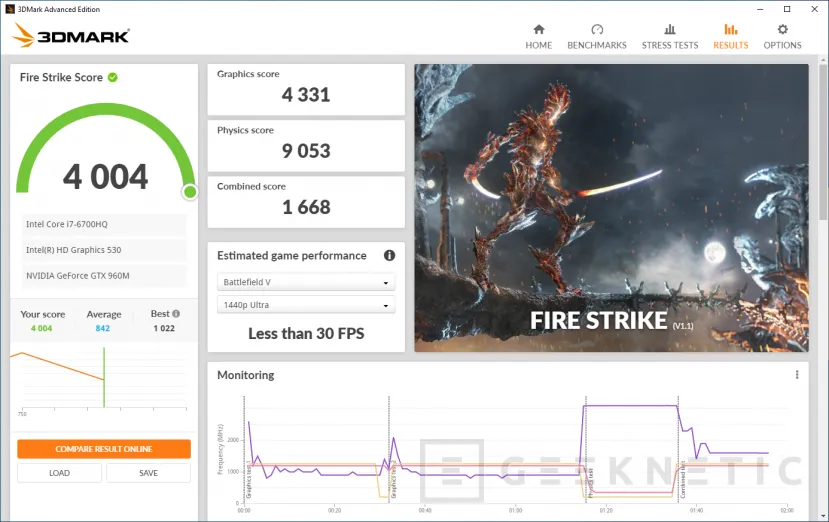 3DMark Advanced Edition
3DMARK
HOME
BENCHMARKS
STRESS TESTS
RESULTS
OPTIONS
Fire Strike Score
4 004
Intel Core i7-6700HQ
Intel(R) HD Graphics 530
NVIDIA GeForce GTX 960M
Your score Average Best
4 004 842 1 022
750
COMPARE RESULT ONLINE
LOAD SAVE
Graphics score
4 331
Physics score
9 053
Combined score
1 668
Estimated game performance
Battlefield V
1440p Ultra
Less than 30 FPS
FIRE STRIKE (V1.1)
Monitoring
Frequency (MHz)
2000
1000
0
Graphics test
Graphics test
Physics test
Combined test
GEEKNETIC
00:00 00:20 00:40 01:00 01:20 01:40 02:00